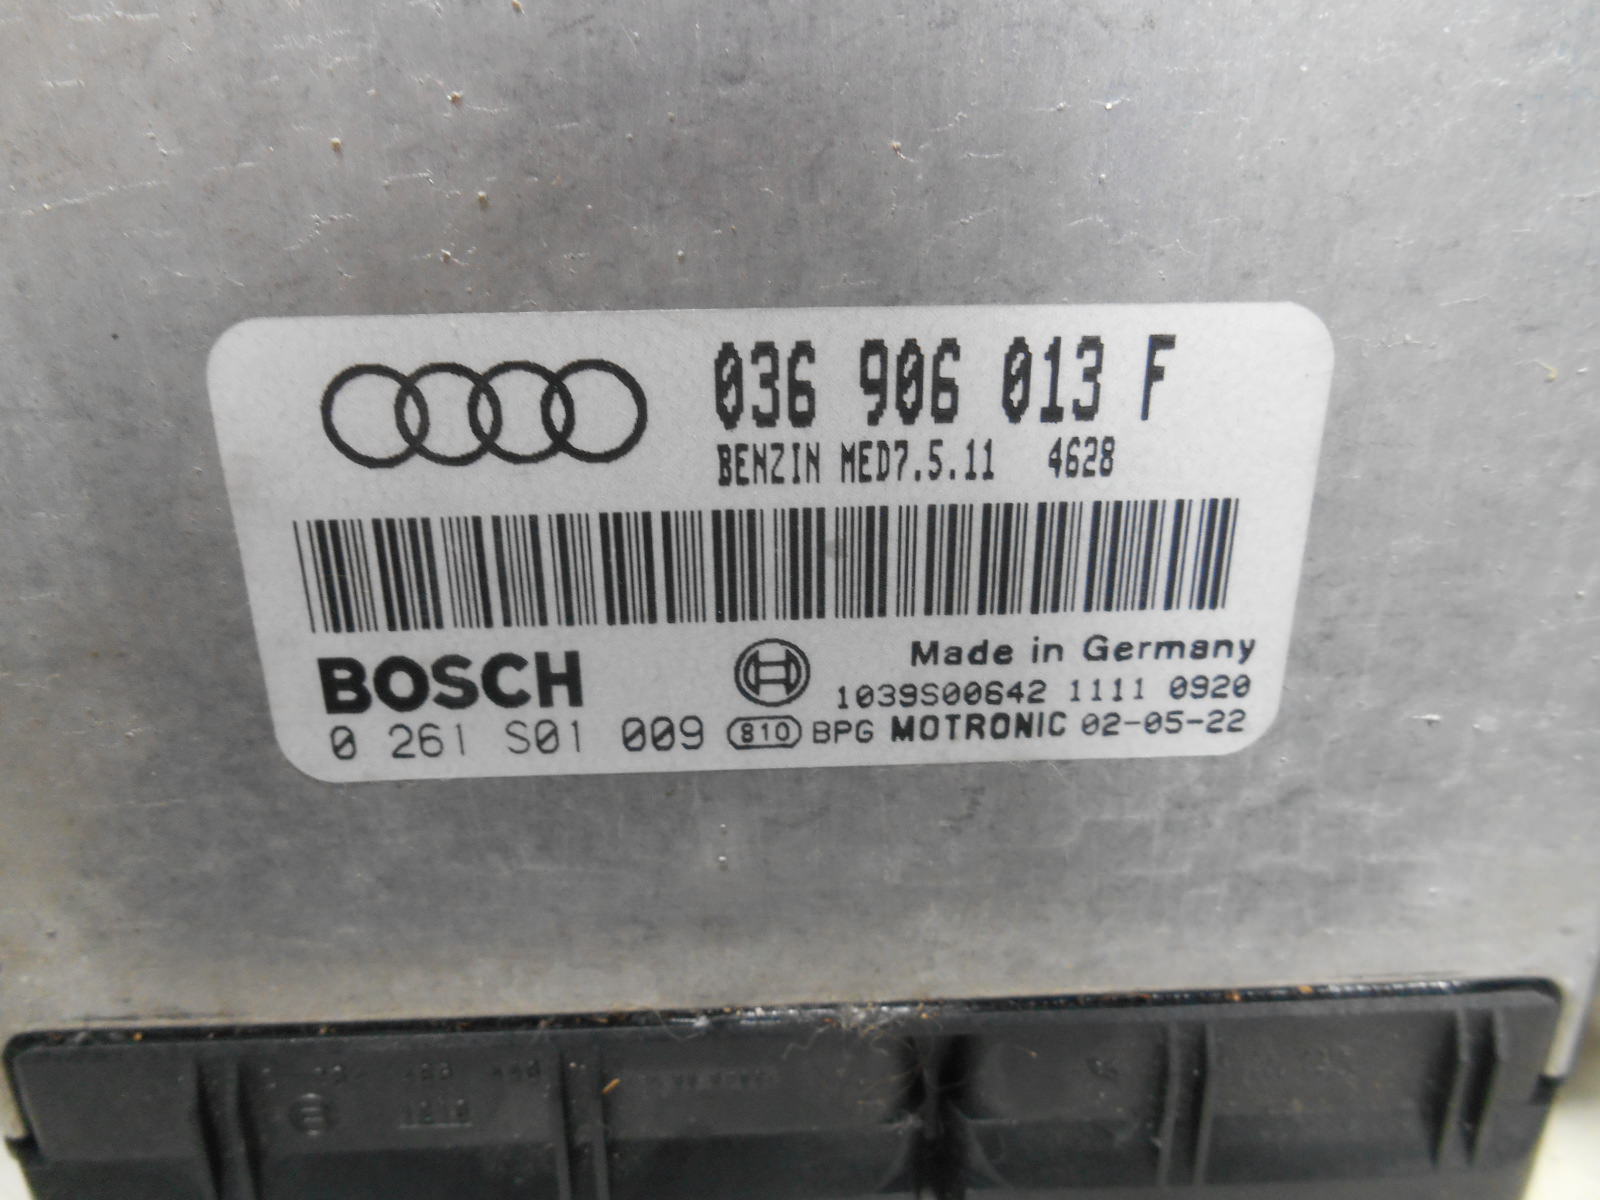 036 906 013 F
BENZIN MED7.5.11 4628
BOSCH
Made in Germany
1039S00642 1111 0920
0 261 S01 009 810 BPG MOTRONIC 02-05-22